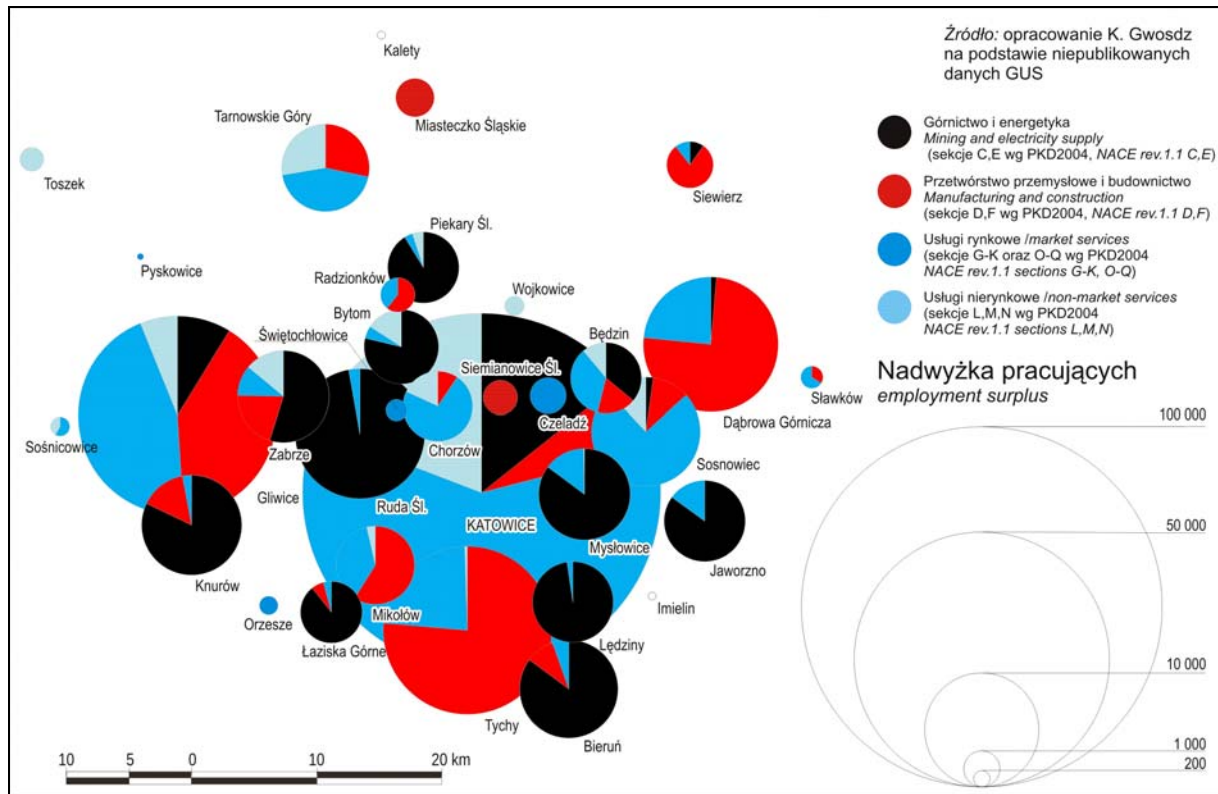 Źródło: opracowanie K. Gwosdz
na podstawie niepublikowanych
danych GUS
Kalety
Tarnowskie Góry
Miasteczko Śląskie
Toszek
Siewierz
Górnictwo i energetyka
Mining and electricity supply
(sekcje C,E wg PKD2004, NACE rev.1.1 C,E)
Przetwórstwo przemysłowe i budownictwo
Manufacturing and construction
(sekcje D,F wg PKD2004, NACE rev.1.1 D,F)
Usługi rynkowe /market services
(sekcje G-K oraz O-Q wg PKD2004
NACE rev.1.1 sections G-K, O-Q)
Usługi nierynkowe /non-market services
(sekcje L,M,N wg PKD2004
NACE rev.1.1 sections L,M,N)
Piekary Śl.
Pyskowice
Radzionków
Wojkowice
Bytom
Świętochłowice
Będzin
Siemianowice Śl.
Sławków
Czeladź
Dąbrowa Górnicza
Sośnicowice
Zabrze
Chorzów
Sosnowiec
Gliwice
Ruda Śl.
KATOWICE
Mysłowice
Jaworzno
Knurów
Orzesze
Mikołów
Imielin
Łaziska Górne
Lędziny
Tychy
Bieruń
Nadwyżka pracujących
employment surplus
100 000
50 000
10 000
1 000
200
10 5 0 10 20 km